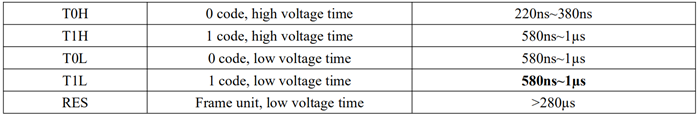 T0H 0 code, high voltage time 220ns~380ns
T1H 1 code, high voltage time 580ns~1μs
T0L 0 code, low voltage time 580ns~1μs
T1L 1 code, low voltage time 580ns~1μs
RES Frame unit, low voltage time >280μs